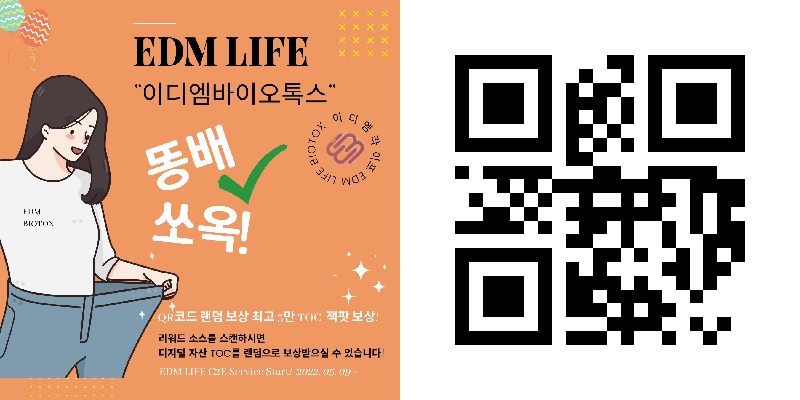 EDM LIFE
"이디엠바이오톡스"
똥배
쏘옥!
이디엠라이프 EDM LIFE BIOTOX
EDM
BIOTOX
QR코드 랜덤 보상 최고 5만 TOC 잭팟 보상!
리워드 소스를 스캔하시면
디지털 자산 TOC를 랜덤으로 보상받으실 수 있습니다!
EDM LIFE C2E Service Start! 2022. 05. 09 ~